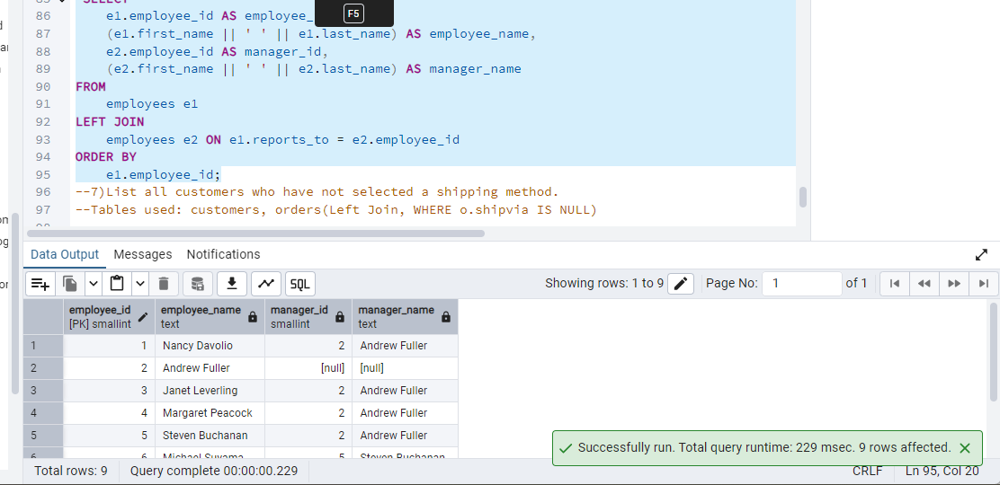 SELECT
F5
86 e1.employee_id AS employee_
87 (e1.first_name || ' ' || e1.last_name) AS employee_name,
88 e2.employee_id AS manager_id,
89 (e2.first_name || ' ' || e2.last_name) AS manager_name
90 FROM
91 employees e1
92 LEFT JOIN
93 employees e2 ON e1.reports_to = e2.employee_id
94 ORDER BY
95 e1.employee_id;
96 --7)List all customers who have not selected a shipping method.
97 --Tables used: customers, orders(Left Join, WHERE o.shipvia IS NULL)
Data Output Messages Notifications
SQL Showing rows: 1 to 9 Page No: 1 of 1
employee_id employee_name manager_id manager_name
[PK] smallint text smallint text
1 1 Nancy Davolio 2 Andrew Fuller
2 2 Andrew Fuller [null] [null]
3 3 Janet Leverling 2 Andrew Fuller
4 4 Margaret Peacock 2 Andrew Fuller
5 5 Steven Buchanan 2 Andrew Fuller
6 6 Michael Suyama 5 Steven Buchanan
Successfully run. Total query runtime: 229 msec. 9 rows affected.
Total rows: 9 Query complete 00:00:00.229 CRLF Ln 95, Col 20